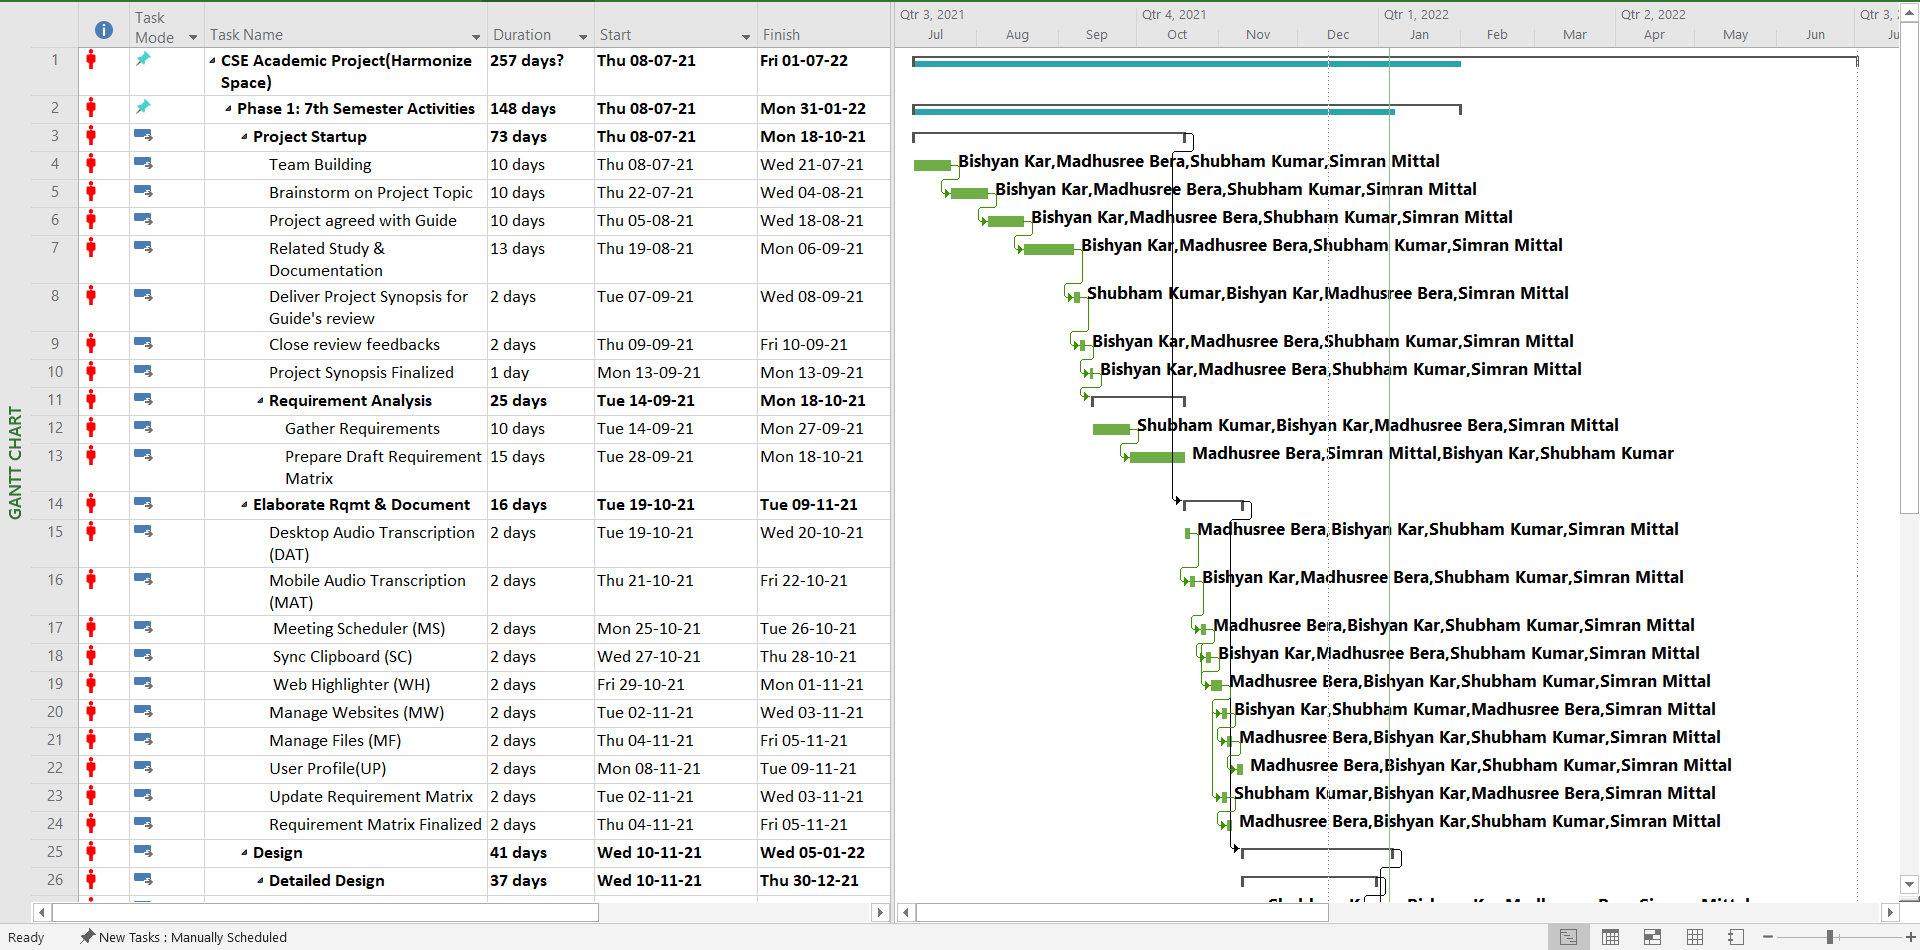 Qtr 3, 2021 Qtr 4, 2021 Qtr 1, 2022 Qtr 2, 2022 Qtr 3,
Task Mode Task Name Duration Start Finish Jul Aug Sep Oct Nov Dec Jan Feb Mar Apr May Jun
GANTT CHART
1 CSE Academic Project(Harmonize 257 days? Thu 08-07-21 Fri 01-07-22
Space)
2 Phase 1: 7th Semester Activities 148 days Thu 08-07-21 Mon 31-01-22
3 Project Startup 73 days Thu 08-07-21 Mon 18-10-21
4 Team Building 10 days Thu 08-07-21 Wed 21-07-21 Bishyan Kar,Madhusree Bera,Shubham Kumar,Simran Mittal
5 Brainstorm on Project Topic 10 days Thu 22-07-21 Wed 04-08-21 Bishyan Kar,Madhusree Bera,Shubham Kumar,Simran Mittal
6 Project agreed with Guide 10 days Thu 05-08-21 Wed 18-08-21 Bishyan Kar,Madhusree Bera,Shubham Kumar,Simran Mittal
7 Related Study & 13 days Thu 19-08-21 Mon 06-09-21 Bishyan Kar,Madhusree Bera,Shubham Kumar,Simran Mittal
Documentation
8 Deliver Project Synopsis for 2 days Tue 07-09-21 Wed 08-09-21 Shubham Kumar,Bishyan Kar,Madhusree Bera,Simran Mittal
Guide's review
9 Close review feedbacks 2 days Thu 09-09-21 Fri 10-09-21 Bishyan Kar,Madhusree Bera,Shubham Kumar,Simran Mittal
10 Project Synopsis Finalized 1 day Mon 13-09-21 Mon 13-09-21 Bishyan Kar,Madhusree Bera,Shubham Kumar,Simran Mittal
11 Requirement Analysis 25 days Tue 14-09-21 Mon 18-10-21
12 Gather Requirements 10 days Tue 14-09-21 Mon 27-09-21 Shubham Kumar,Bishyan Kar,Madhusree Bera,Simran Mittal
13 Prepare Draft Requirement 15 days Tue 28-09-21 Mon 18-10-21 Madhusree Bera,Simran Mittal,Bishyan Kar,Shubham Kumar
Matrix
14 Elaborate Rqmt & Document 16 days Tue 19-10-21 Tue 09-11-21
15 Desktop Audio Transcription 2 days Tue 19-10-21 Wed 20-10-21 Madhusree Bera,Bishyan Kar,Shubham Kumar,Simran Mittal
(DAT)
16 Mobile Audio Transcription 2 days Thu 21-10-21 Fri 22-10-21 Bishyan Kar,Madhusree Bera,Shubham Kumar,Simran Mittal
(MAT)
17 Meeting Scheduler (MS) 2 days Mon 25-10-21 Tue 26-10-21 Madhusree Bera,Bishyan Kar,Shubham Kumar,Simran Mittal
18 Sync Clipboard (SC) 2 days Wed 27-10-21 Thu 28-10-21 Bishyan Kar,Madhusree Bera,Shubham Kumar,Simran Mittal
19 Web Highlighter (WH) 2 days Fri 29-10-21 Mon 01-11-21 Madhusree Bera,Bishyan Kar,Shubham Kumar,Simran Mittal
20 Manage Websites (MW) 2 days Tue 02-11-21 Wed 03-11-21 Bishyan Kar,Shubham Kumar,Madhusree Bera,Simran Mittal
21 Manage Files (MF) 2 days Thu 04-11-21 Fri 05-11-21 Madhusree Bera,Bishyan Kar,Shubham Kumar,Simran Mittal
22 User Profile(UP) 2 days Mon 08-11-21 Tue 09-11-21 Madhusree Bera,Bishyan Kar,Shubham Kumar,Simran Mittal
23 Update Requirement Matrix 2 days Tue 02-11-21 Wed 03-11-21 Shubham Kumar,Bishyan Kar,Madhusree Bera,Simran Mittal
24 Requirement Matrix Finalized 2 days Thu 04-11-21 Fri 05-11-21 Madhusree Bera,Bishyan Kar,Shubham Kumar,Simran Mittal
25 Design 41 days Wed 10-11-21 Wed 05-01-22
26 Detailed Design 37 days Wed 10-11-21 Thu 30-12-21
Ready New Tasks : Manually Scheduled